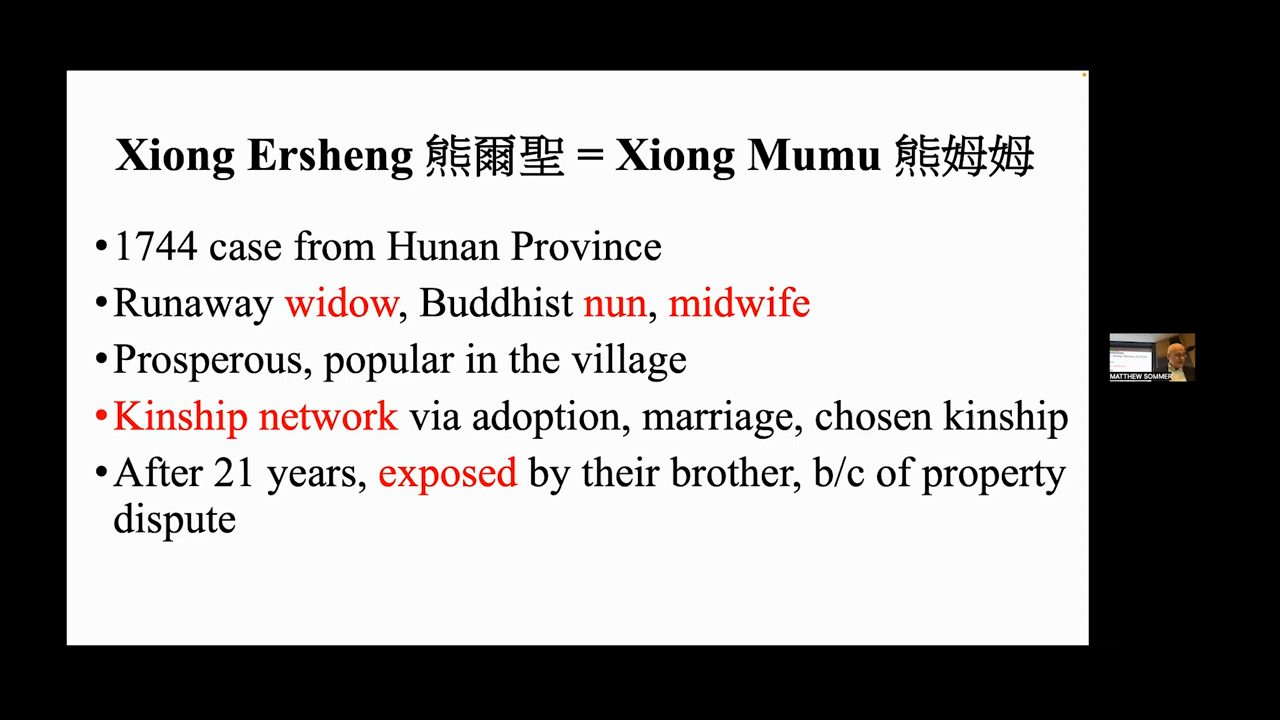 Xiong Ersheng 熊爾聖 = Xiong Mumu 熊姆姆
•1744 case from Hunan Province
•Runaway widow, Buddhist nun, midwife
•Prosperous, popular in the village
•Kinship network via adoption, marriage, chosen kinship
•After 21 years, exposed by their brother, b/c of property
dispute
MATTHEW SOMMER